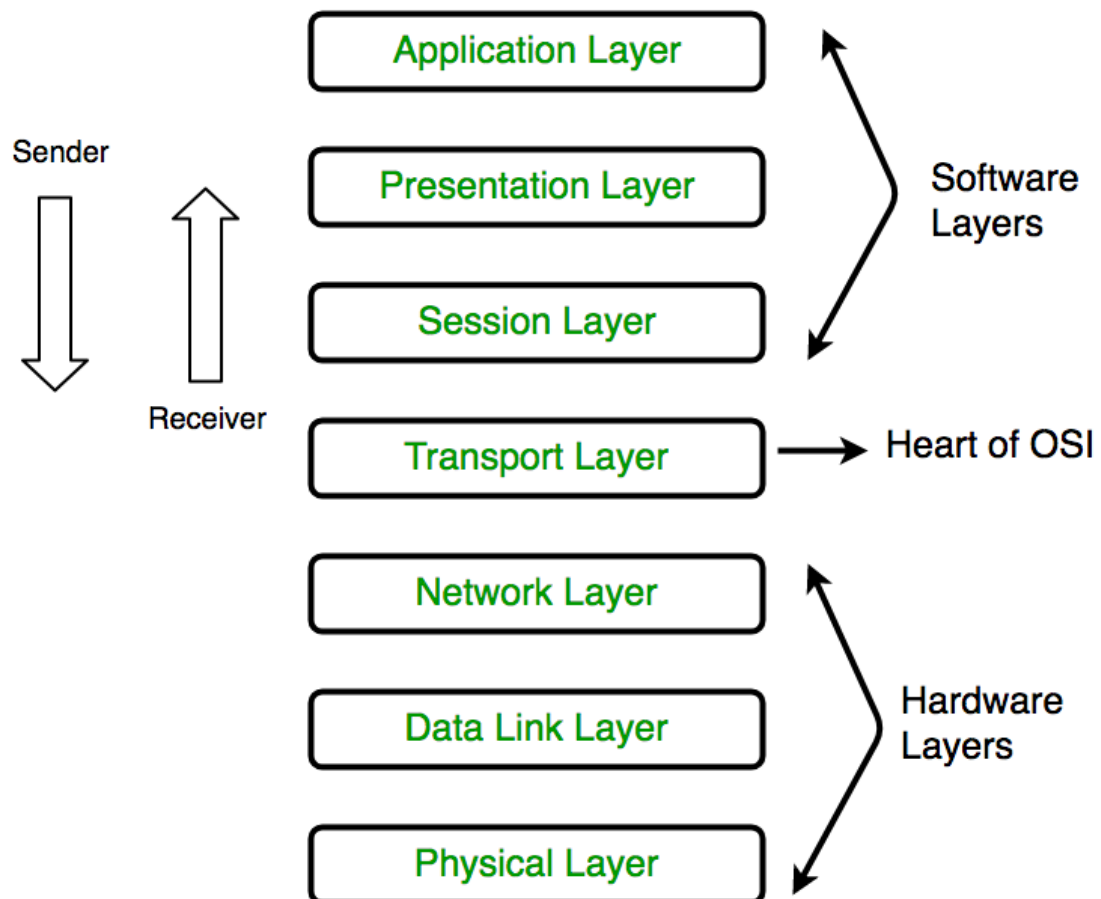 Application Layer
Sender
Presentation Layer
Software
Layers
Session Layer
Receiver
Transport Layer
Heart of OSI
Network Layer
Data Link Layer
Hardware
Layers
Physical Layer